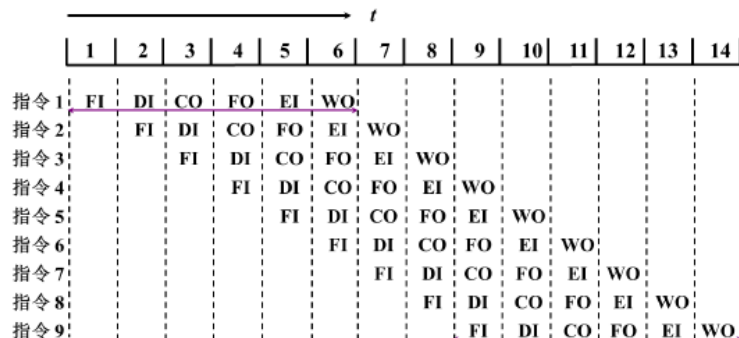 t
1 2 3 4 5 6 7 8 9 10 11 12 13 14
指令 1 FI DI CO FO EI WO
指令 2 FI DI CO FO EI WO
指令 3 FI DI CO FO EI WO
指令 4 FI DI CO FO EI WO
指令 5 FI DI CO FO EI WO
指令 6 FI DI CO FO EI WO
指令 7 FI DI CO FO EI WO
指令 8 FI DI CO FO EI WO
指令 9 FI DI CO FO EI WO